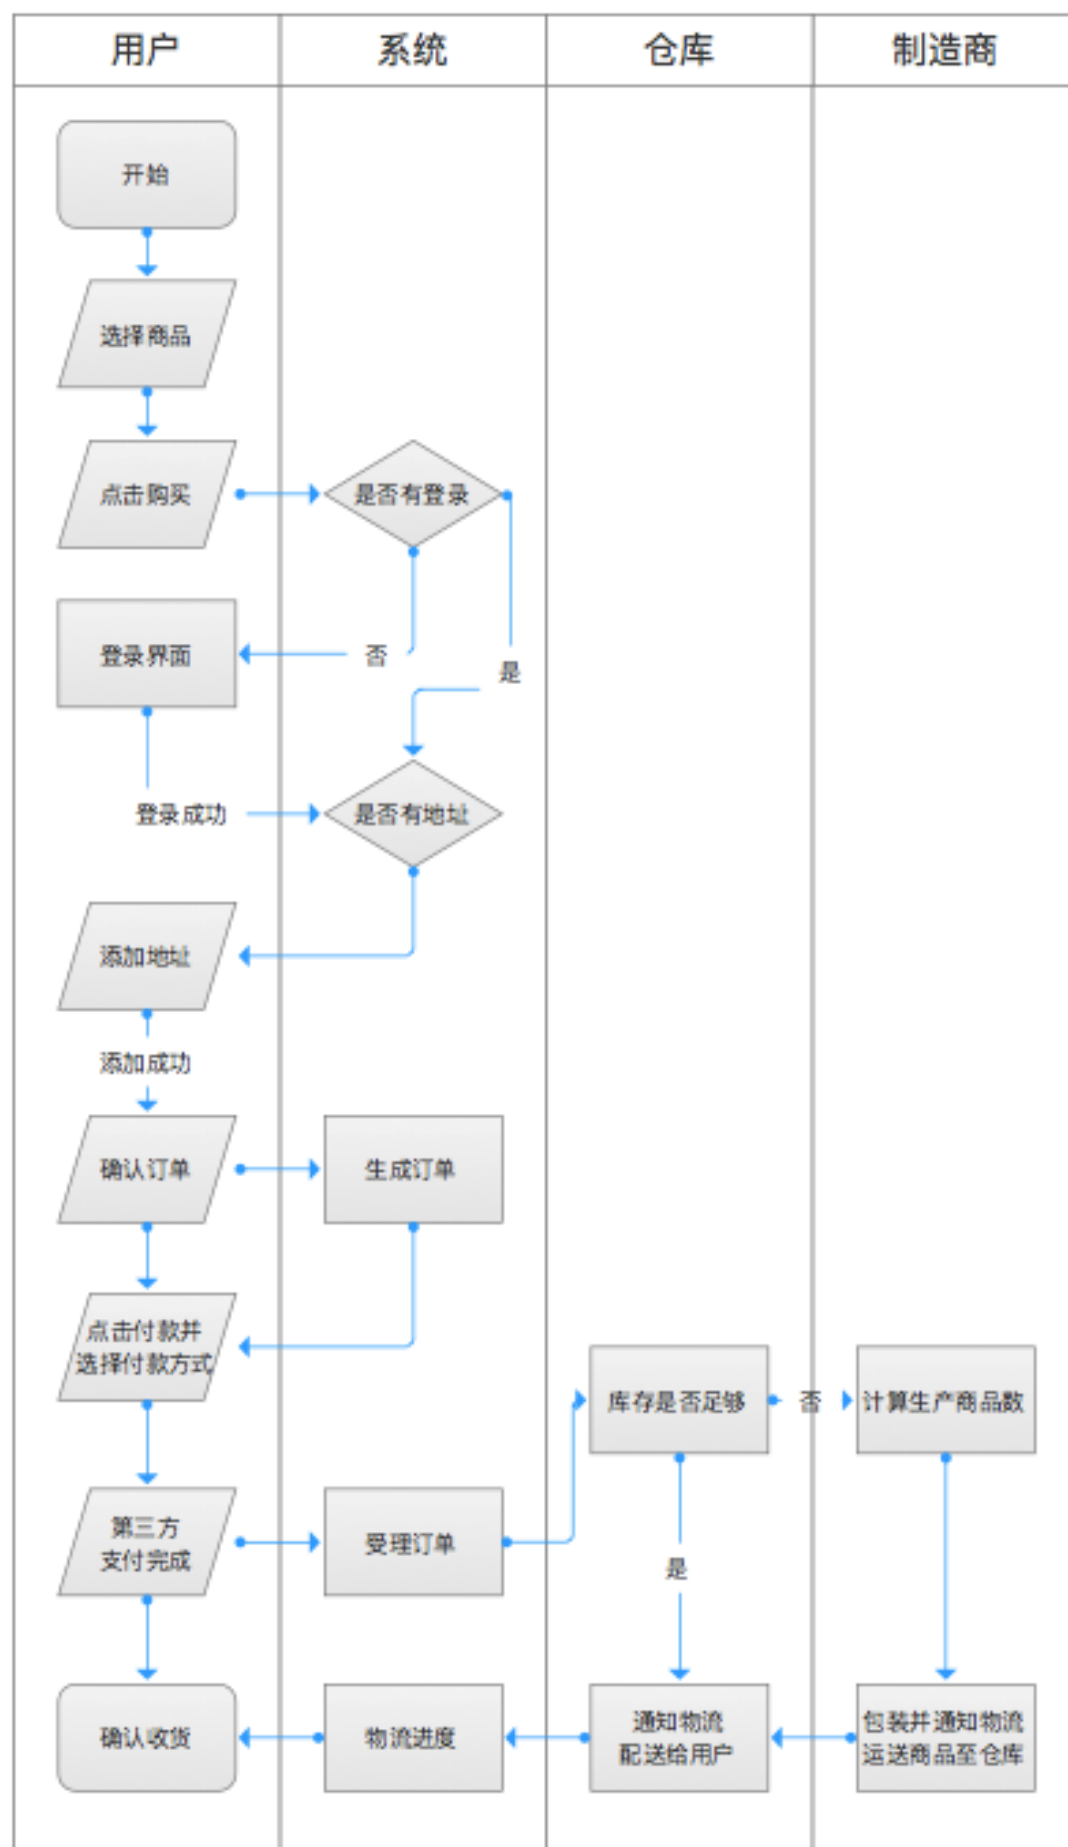 用户
系统
仓库
制造商
开始
选择商品
点击购买
是否有登录
登录界面
否
是
登录成功
是否有地址
添加地址
添加成功
确认订单
生成订单
点击付款并
选择付款方式
库存是否足够
否
计算生产商品数
第三方
支付完成
受理订单
是
确认收货
物流进度
通知物流
配送给用户
包装并通知物流
运送商品至仓库